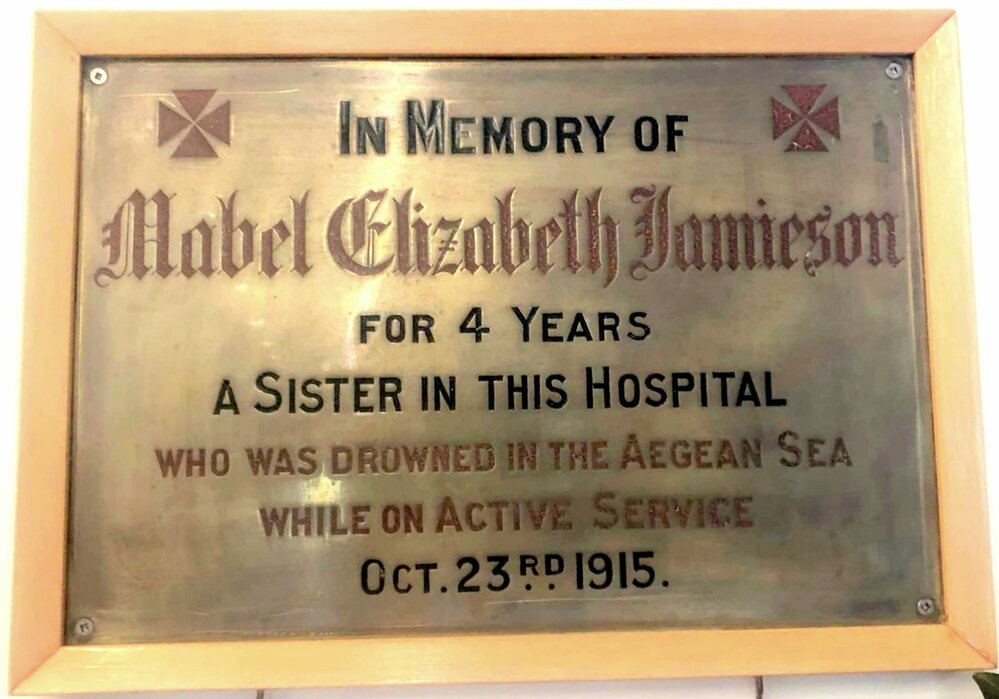 In Memory of
Mabel Elizabeth Jamieson
for 4 Years
a Sister in this Hospital
who was drowned in the Aegean Sea
while on Active Service
Oct. 23rd 1915.